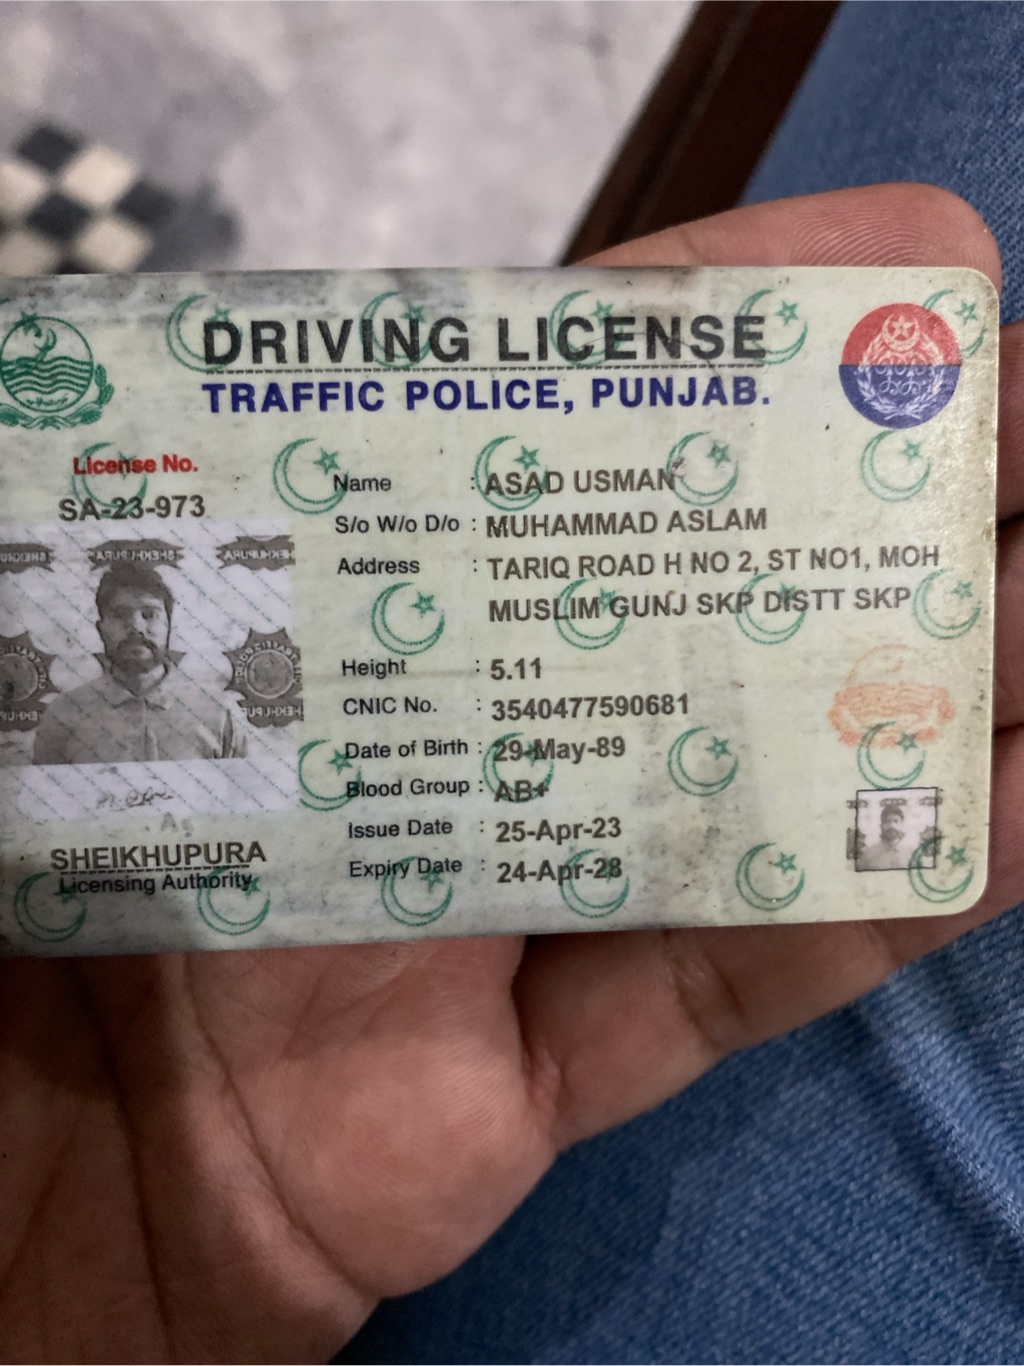 DRIVING LICENSE
TRAFFIC POLICE, PUNJAB.
License No.
SA-23-973
Name : ASAD USMAN
S/o W/o D/o : MUHAMMAD ASLAM
Address : TARIQ ROAD H NO 2, ST NO1, MOH
MUSLIM GUNJ SKP DISTT SKP
Height : 5.11
CNIC No. : 3540477590681
Date of Birth : 29-May-89
Blood Group : AB+
Issue Date : 25-Apr-23
Expiry Date : 24-Apr-28
SHEIKHUPURA
Licensing Authority